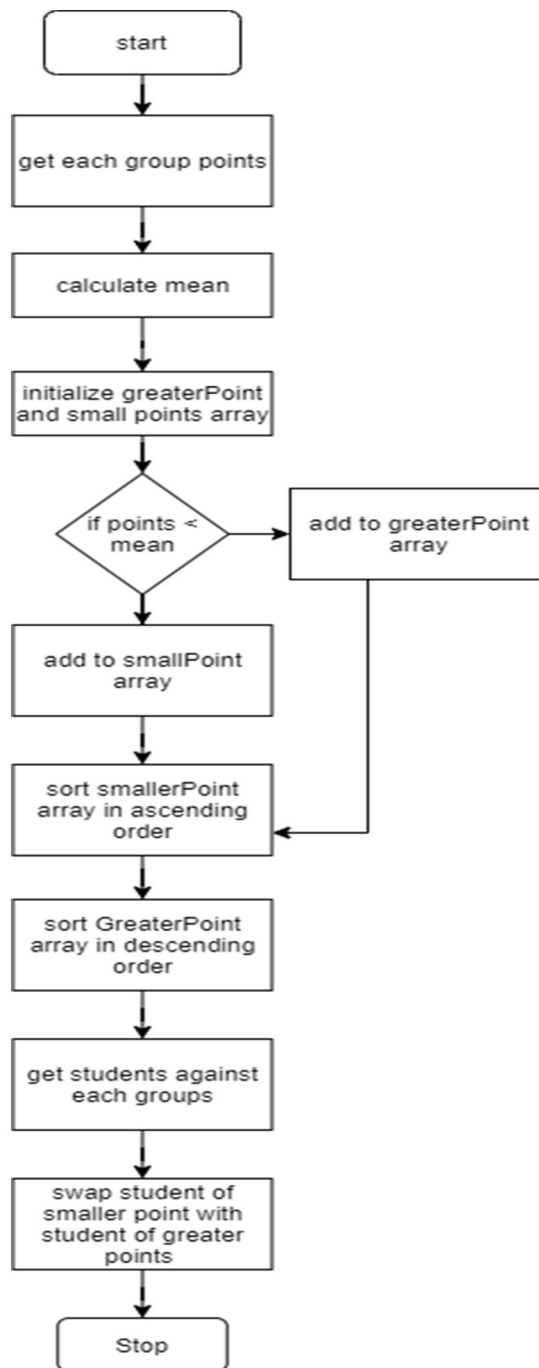 start
get each group points
calculate mean
initialize greaterPoint
and small points array
if points <
mean
add to greaterPoint
array
add to smallPoint
array
sort smallerPoint
array in ascending
order
sort GreaterPoint
array in descending
order
get students against
each groups
swap student of
smaller point with
student of greater
points
Stop